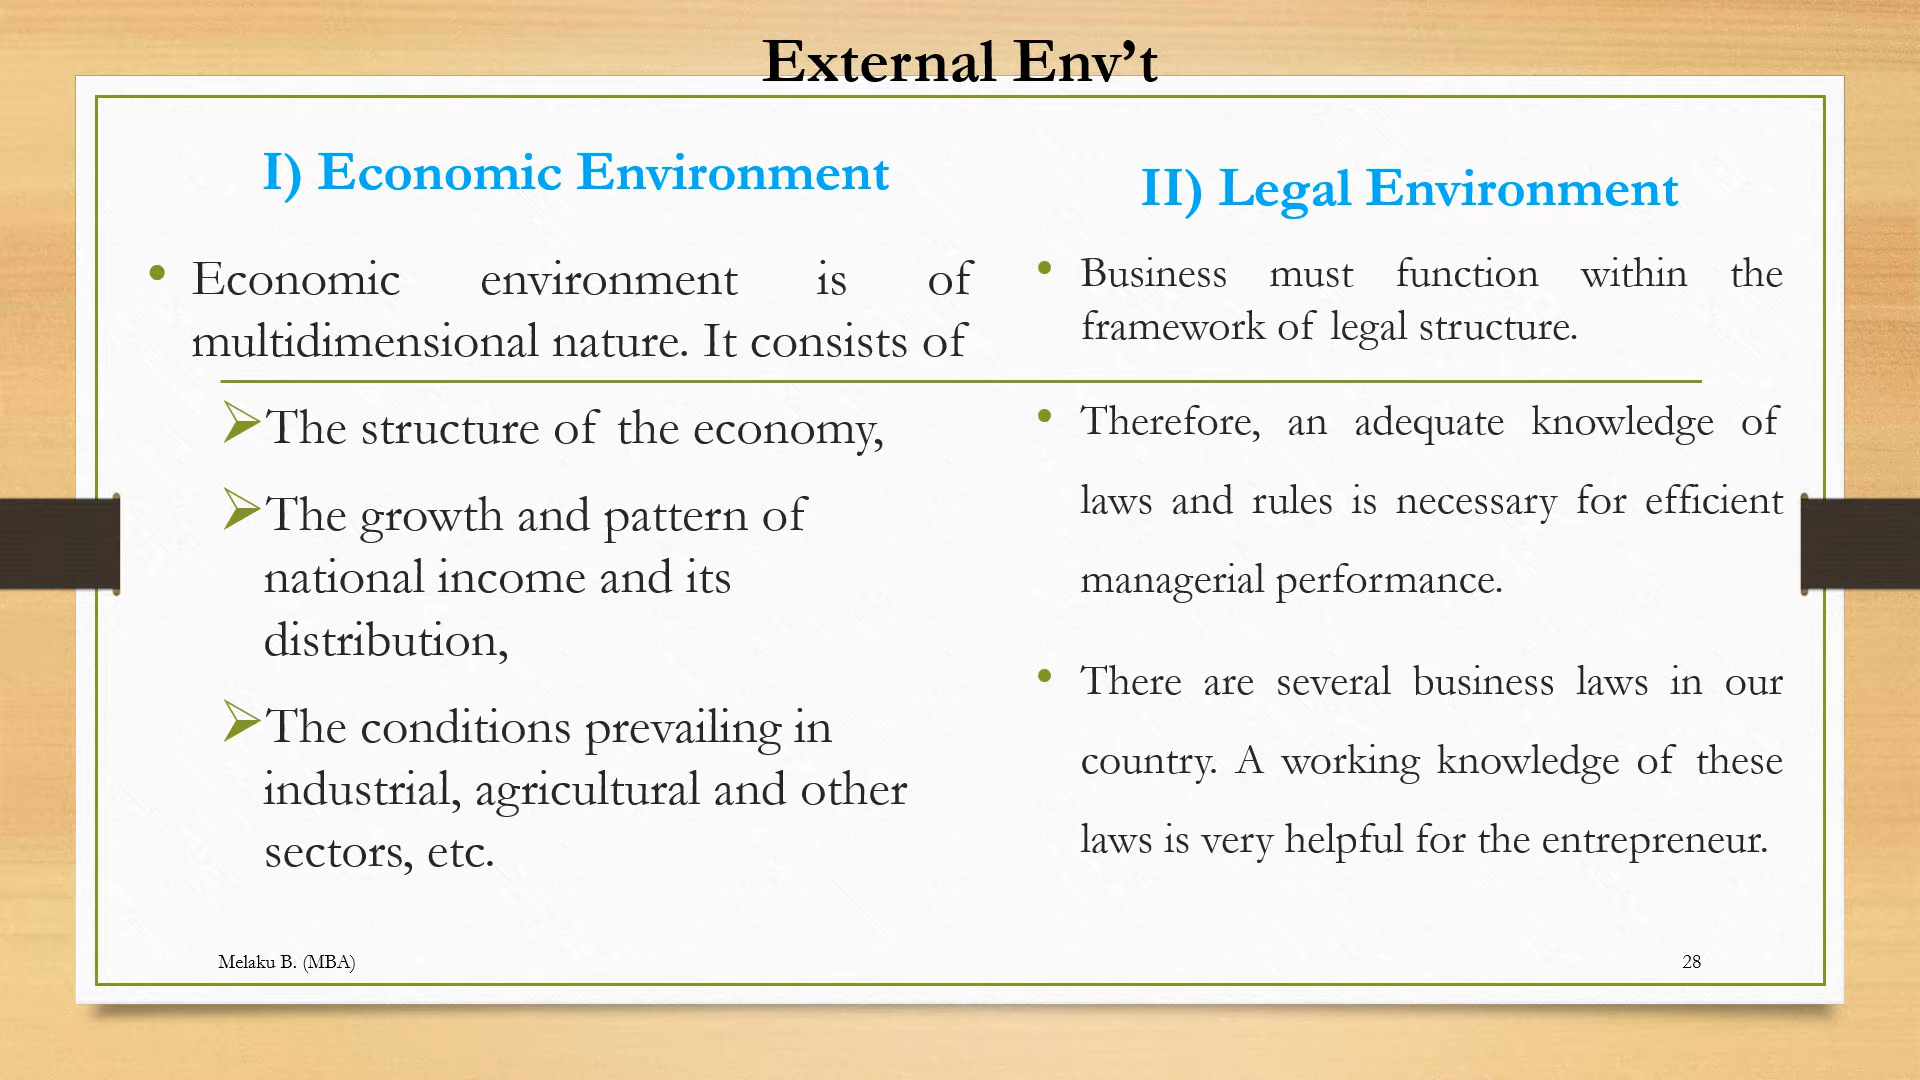 External Env’t
I) Economic Environment
• Economic environment is of
multidimensional nature. It consists of
➢The structure of the economy,
➢The growth and pattern of
national income and its
distribution,
➢The conditions prevailing in
industrial, agricultural and other
sectors, etc.
II) Legal Environment
• Business must function within the
framework of legal structure.
• Therefore, an adequate knowledge of
laws and rules is necessary for efficient
managerial performance.
• There are several business laws in our
country. A working knowledge of these
laws is very helpful for the entrepreneur.
Melaku B. (MBA)
28